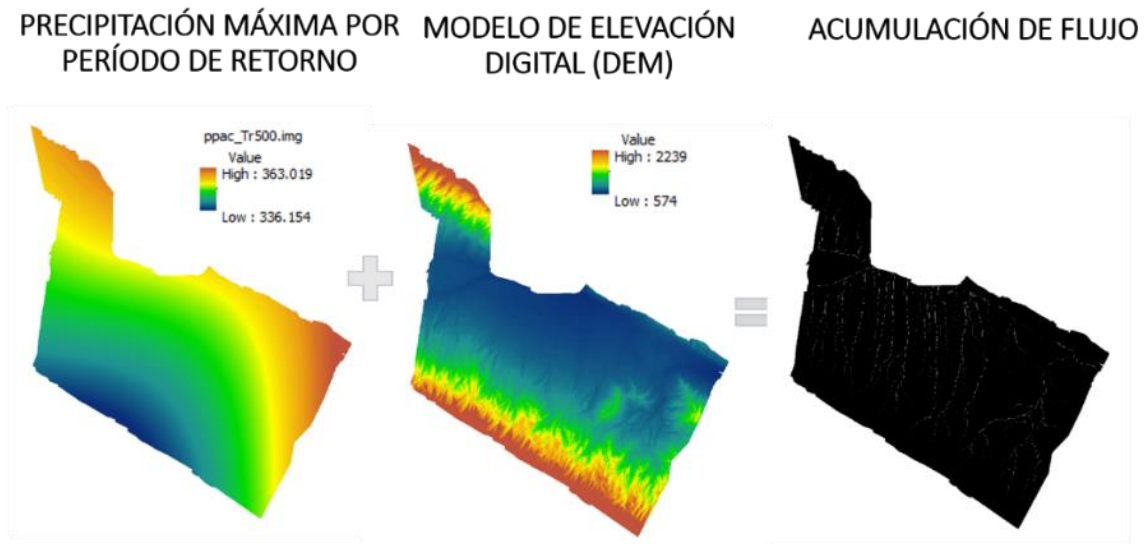 PRECIPITACIÓN MÁXIMA POR
PERÍODO DE RETORNO
MODELO DE ELEVACIÓN
DIGITAL (DEM)
ACUMULACIÓN DE FLUJO
ppac_Tr500.img
Value
High : 363.019
Low : 336.154
Value
High : 2239
Low : 574